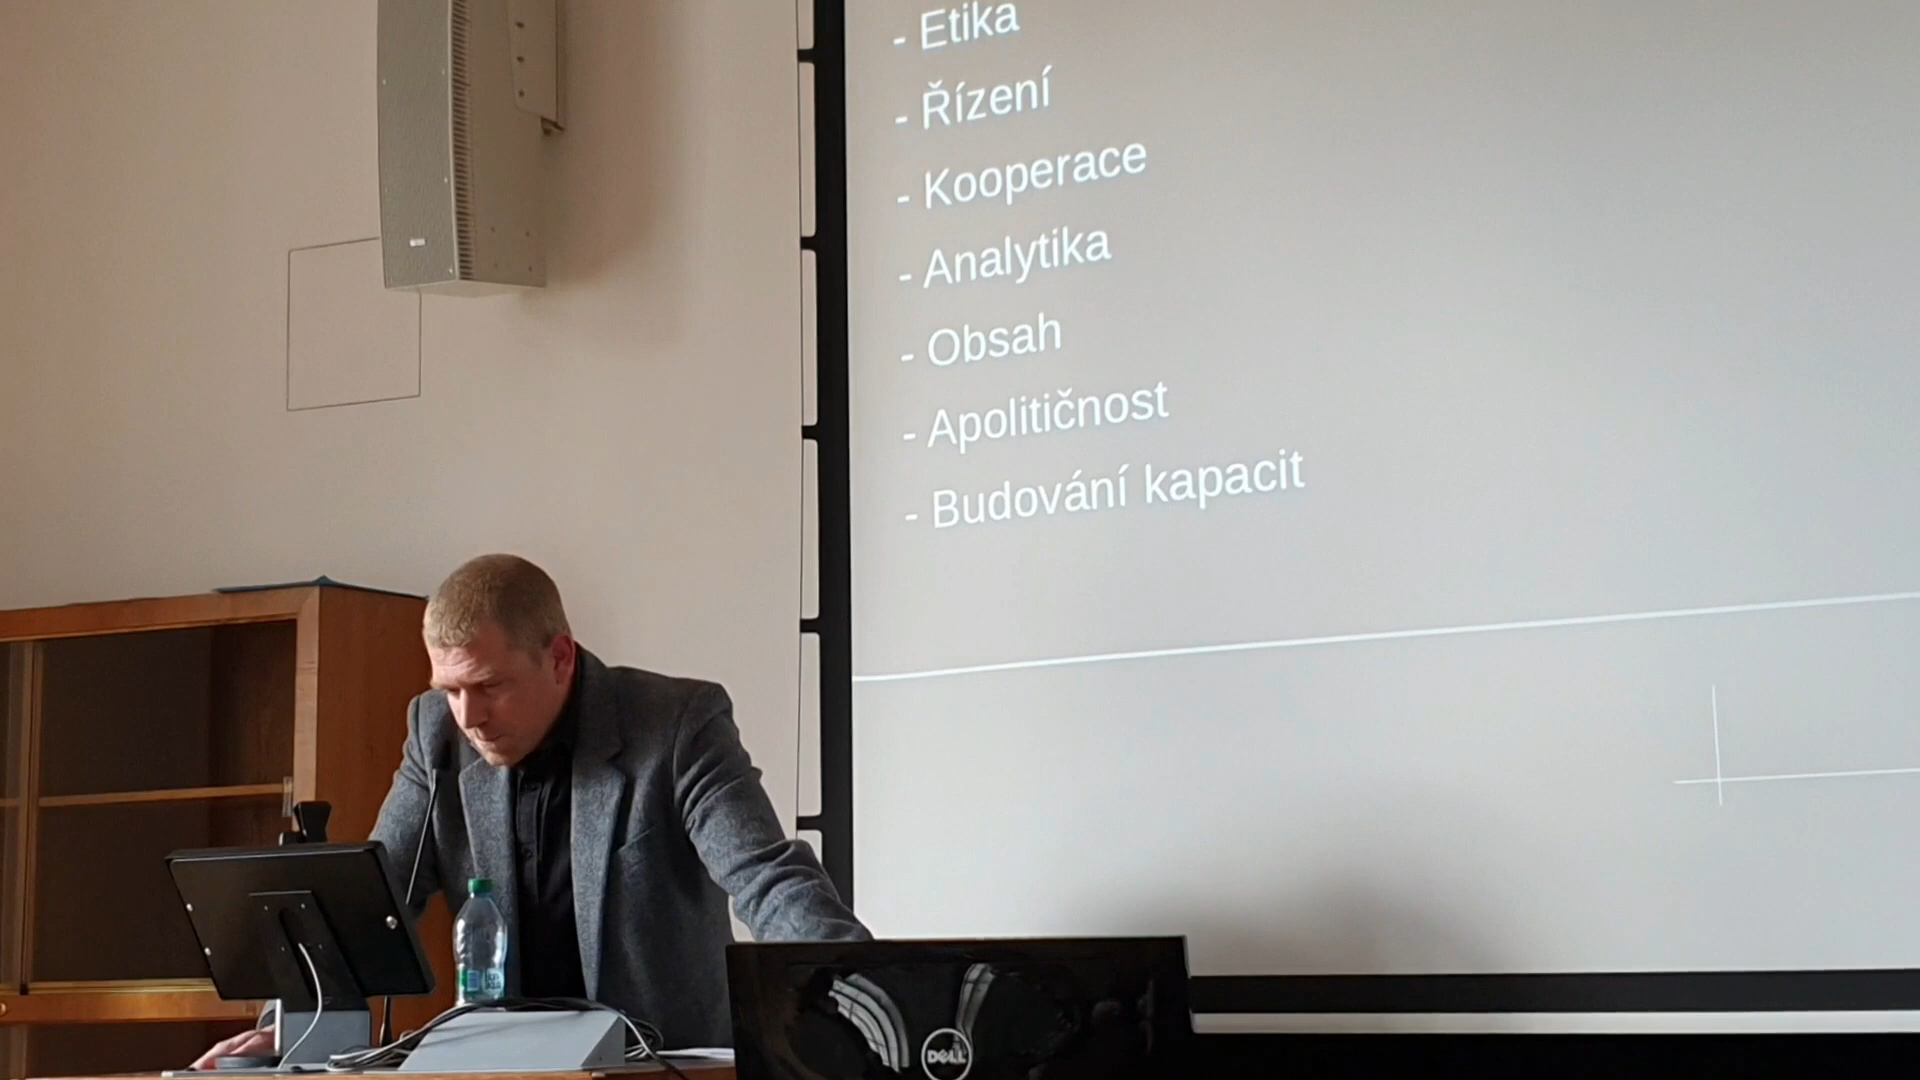 - Etika
- Řízení
- Kooperace
- Analytika
- Obsah
- Apolitičnost
- Budování kapacit
DELL